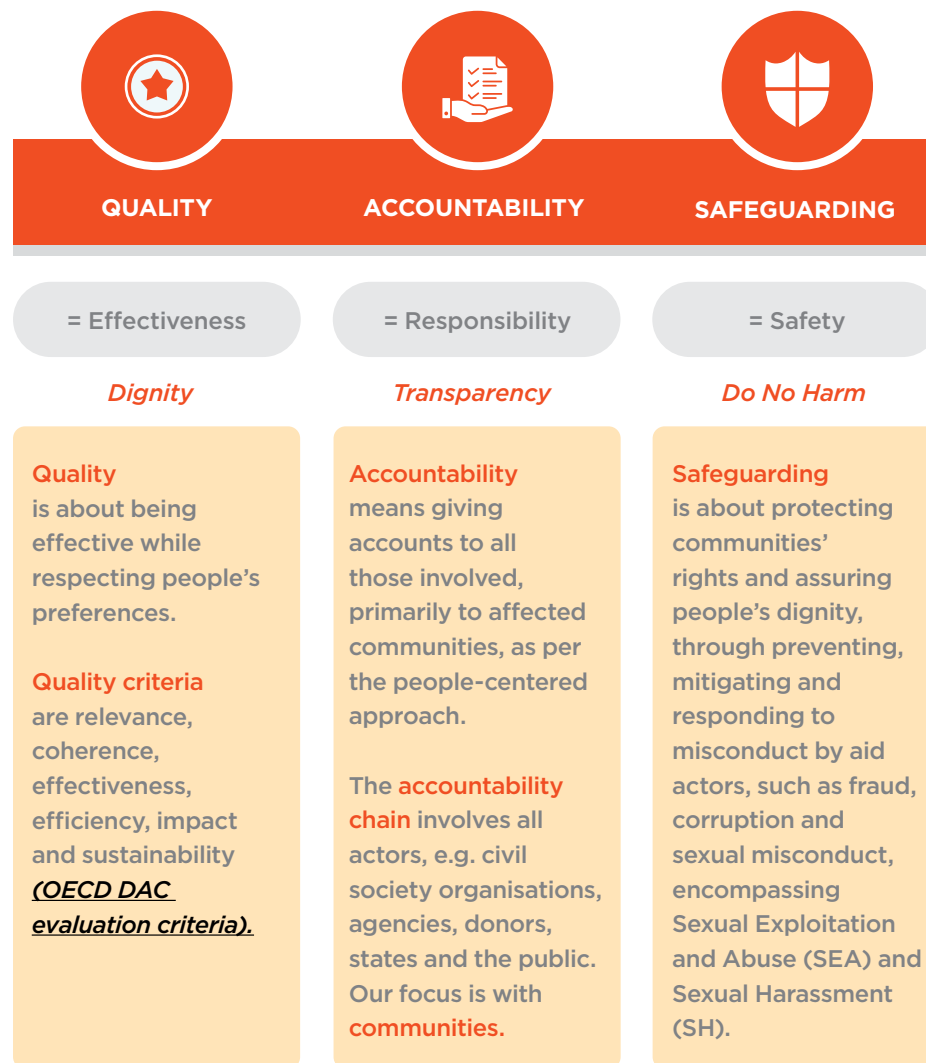 QUALITY
= Effectiveness
Dignity
Quality
is about being
effective while
respecting people's
preferences.
Quality criteria
are relevance,
coherence,
effectiveness,
efficiency, impact
and sustainability
(OECD DAC
evaluation criteria).
ACCOUNTABILITY
= Responsibility
Transparency
Accountability
means giving
accounts to all
those involved,
primarily to affected
communities, as per
the people-centered
approach.
The accountability
chain involves all
actors, e.g. civil
society organisations,
agencies, donors,
states and the public.
Our focus is with
communities.
SAFEGUARDING
= Safety
Do No Harm
Safeguarding
is about protecting
communities'
rights and assuring
people's dignity,
through preventing,
mitigating and
responding to
misconduct by aid
actors, such as fraud,
corruption and
sexual misconduct,
encompassing
Sexual Exploitation
and Abuse (SEA) and
Sexual Harassment
(SH).